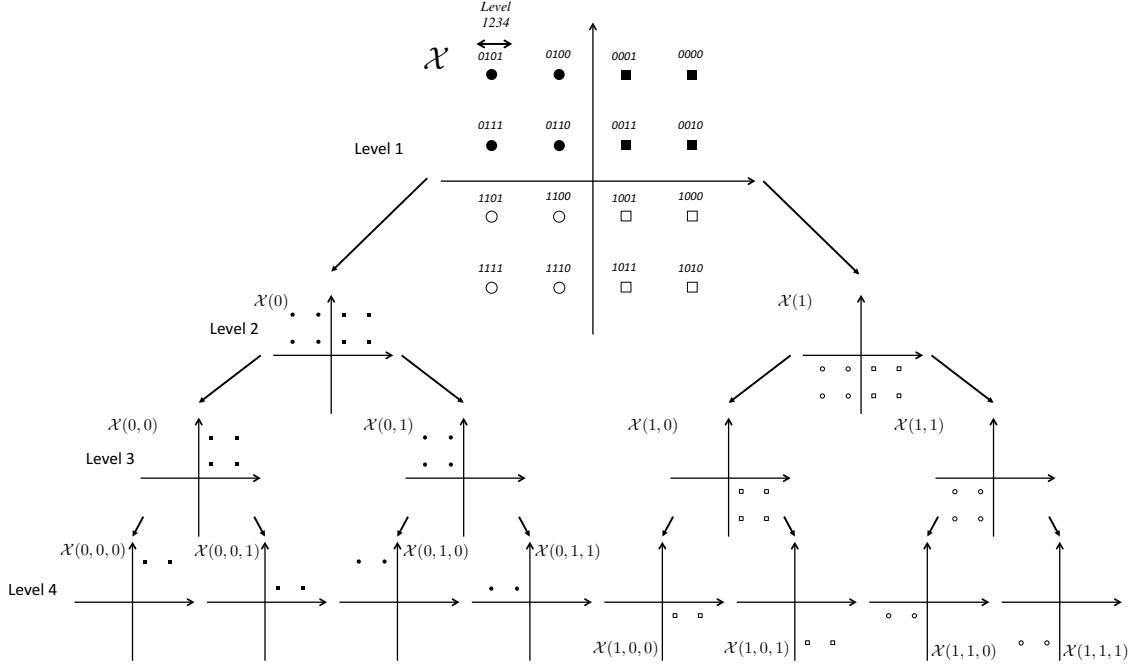 Level
1234
𝒳
0101 0100 0001 0000
0111 0110 0011 0010
Level 1
1101 1100 1001 1000
1111 1110 1011 1010
𝒳(0) 𝒳(1)
Level 2
𝒳(0,0) 𝒳(0,1) 𝒳(1,0) 𝒳(1,1)
Level 3
𝒳(0,0,0) 𝒳(0,0,1) 𝒳(0,1,0) 𝒳(0,1,1)
Level 4
𝒳(1,0,0) 𝒳(1,0,1) 𝒳(1,1,0) 𝒳(1,1,1)